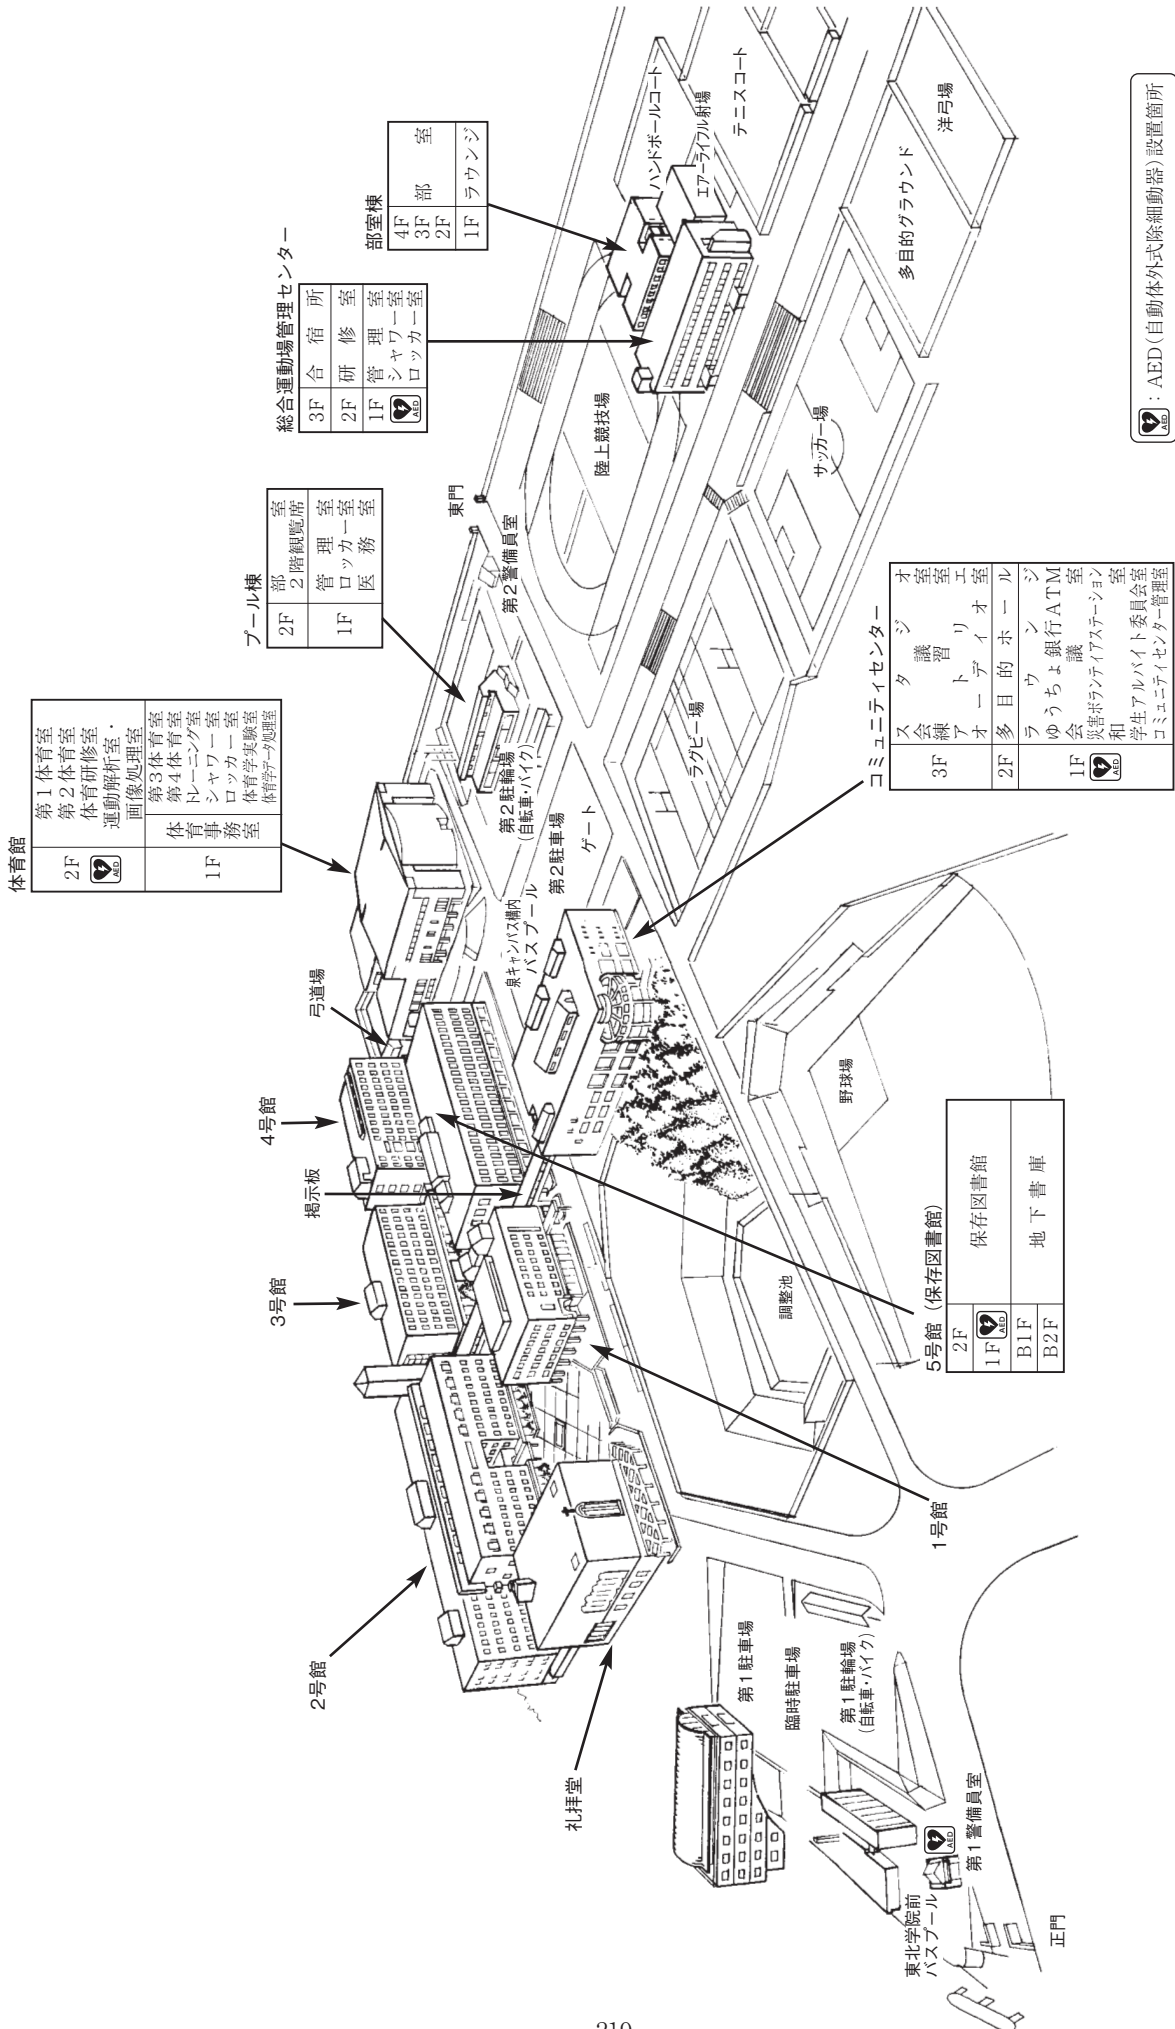 体育館
2F
AED
第1体育室
第2体育室
体育研修室
運動解析室・
画像処理室
1F
体育事務室
第3体育室
第4体育室
トレーニング室
シャワー室
ロッカー室
体育学実験室
体育学データ処理室
プール棟
2F
部室
2階観覧席
1F
管理室
ロッカー室
医務室
総合運動場管理センター
3F 合宿所
2F 研修室
1F
AED
管理室
シャワー室
ロッカー室
部室棟
4F
3F
2F
部室
1F ラウンジ
2号館
3号館
掲示板
4号館
弓道場
礼拝堂
泉キャンパス構内
バスプール
第2駐車場
第2駐輪場
(自転車・バイク)
ゲート
第2警備員室
東門
陸上競技場
ハンドボールコート
エアーライフル射場
テニスコート
ラグビー場
サッカー場
多目的グラウンド
洋弓場
コミュニティセンター
3F
スタジオ
会議室
練習室
アトリエ
オーディオ室
2F 多目的ホール
1F
AED
ラウンジ
ゆうちょ銀行ATM
会議室
災害ボランティアステーション
和室
学生アルバイト委員会室
コミュニティセンター管理室
野球場
調整池
5号館(保存図書館)
2F
1F
AED
保存図書館
B1F
B2F
地下書庫
1号館
第1駐車場
臨時駐車場
第1駐輪場
(自転車・バイク)
AED
第1警備員室
東北学院前
バスプール
正門
AED
:AED(自動体外式除細動器)設置箇所
210